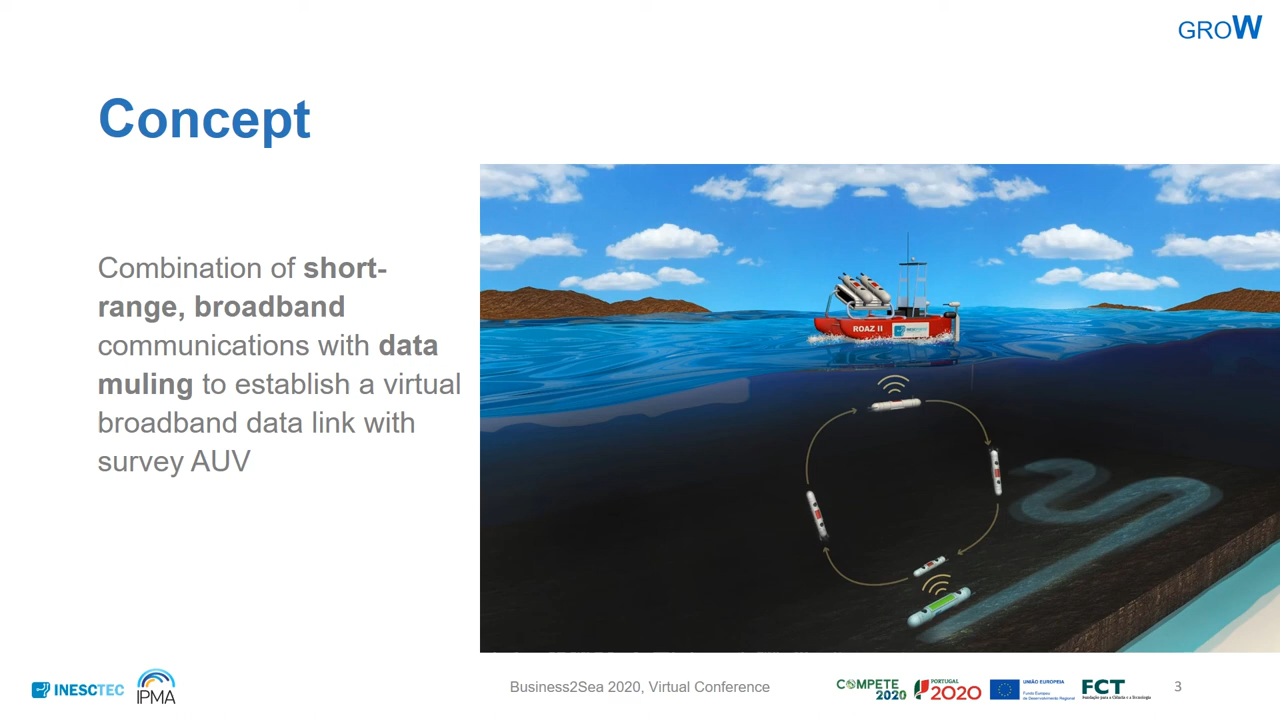 GROW
Concept
Combination of short-
range, broadband
communications with data
muling to establish a virtual
broadband data link with
survey AUV
ROAZ II
INESCTEC
IPMA
Business2Sea 2020, Virtual Conference
COMPETE
2020
PORTUGAL
2020
UNIÃO EUROPEIA
Fundo Europeu
de Desenvolvimento Regional
FCT
Fundação para a Ciência e a Tecnologia
3